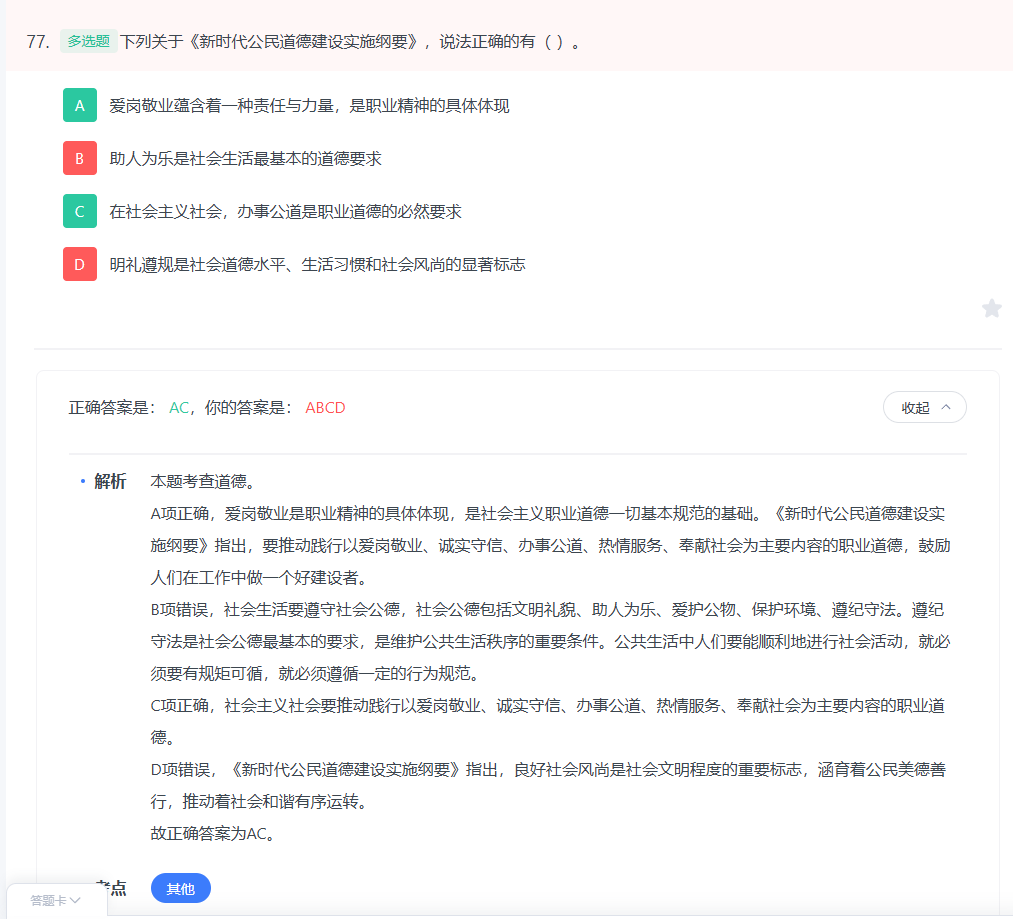 77. 多选题 下列关于《新时代公民道德建设实施纲要》，说法正确的有（ ）。
A 爱岗敬业蕴含着一种责任与力量，是职业精神的具体体现
B 助人为乐是社会生活最基本的道德要求
C 在社会主义社会，办事公道是职业道德的必然要求
D 明礼遵规是社会道德水平、生活习惯和社会风尚的显著标志
正确答案是： AC，你的答案是： ABCD
收起
解析 本题考查道德。
A项正确，爱岗敬业是职业精神的具体体现，是社会主义职业道德一切基本规范的基础。《新时代公民道德建设实
施纲要》指出，要推动践行以爱岗敬业、诚实守信、办事公道、热情服务、奉献社会为主要内容的职业道德，鼓励
人们在工作中做一个好建设者。
B项错误，社会生活要遵守社会公德，社会公德包括文明礼貌、助人为乐、爱护公物、保护环境、遵纪守法。遵纪
守法是社会公德最基本的要求，是维护公共生活秩序的重要条件。公共生活中人们要能顺利地进行社会活动，就必
须要有规矩可循，就必须遵循一定的行为规范。
C项正确，社会主义社会要推动践行以爱岗敬业、诚实守信、办事公道、热情服务、奉献社会为主要内容的职业道
德。
D项错误，《新时代公民道德建设实施纲要》指出，良好社会风尚是社会文明程度的重要标志，涵育着公民美德善
行，推动着社会和谐有序运转。
故正确答案为AC。
考点 其他
答题卡